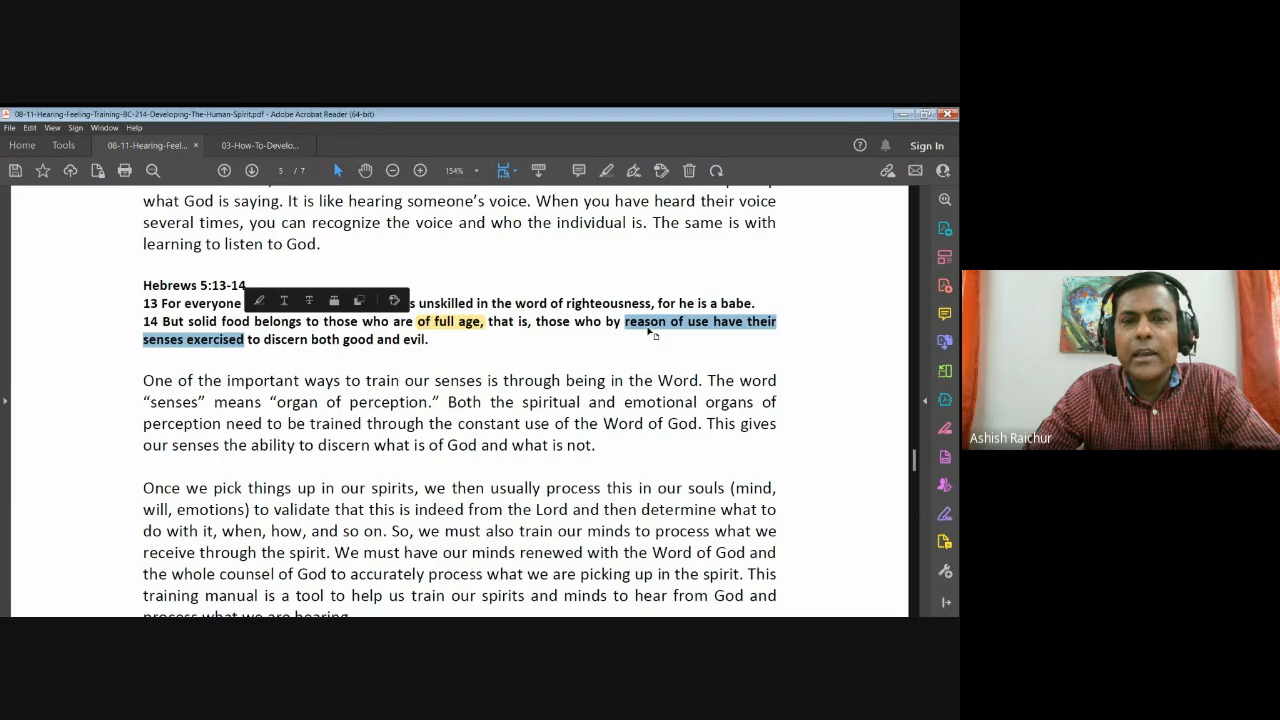 08-11-Hearing-Feeling-Training-BC-214-Developing-The-Human-Spirit.pdf - Adobe Acrobat Reader (64-bit)
File Edit View Sign Window Help
Home Tools 08-11-Hearing-Feel... × 03-How-To-Develo... Sign In
5 / 7 154%
what God is saying. It is like hearing someone's voice. When you have heard their voice
several times, you can recognize the voice and who the individual is. The same is with
learning to listen to God.
Hebrews 5:13-14
13 For everyone s unskilled in the word of righteousness, for he is a babe.
14 But solid food belongs to those who are of full age, that is, those who by reason of use have their
senses exercised to discern both good and evil.
One of the important ways to train our senses is through being in the Word. The word
“senses” means “organ of perception.” Both the spiritual and emotional organs of
perception need to be trained through the constant use of the Word of God. This gives
our senses the ability to discern what is of God and what is not.
Once we pick things up in our spirits, we then usually process this in our souls (mind,
will, emotions) to validate that this is indeed from the Lord and then determine what to
do with it, when, how, and so on. So, we must also train our minds to process what we
receive through the spirit. We must have our minds renewed with the Word of God and
the whole counsel of God to accurately process what we are picking up in the spirit. This
training manual is a tool to help us train our spirits and minds to hear from God and
process what we are hearing.
Ashish Raichur